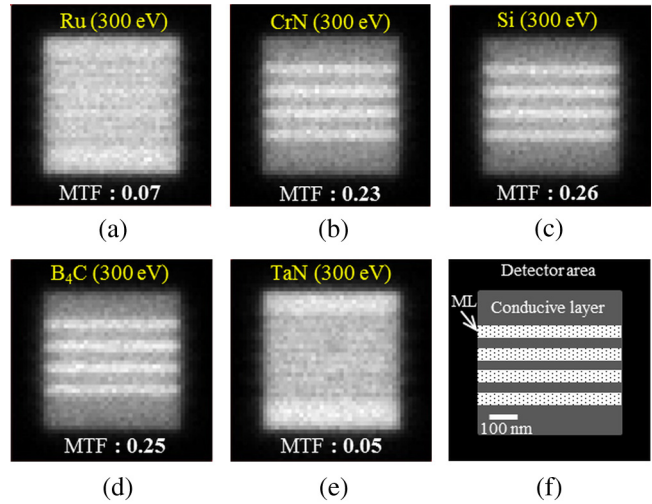 Ru (300 eV)
MTF : 0.07
(a)
CrN (300 eV)
MTF : 0.23
(b)
Si (300 eV)
MTF : 0.26
(c)
B₄C (300 eV)
MTF : 0.25
(d)
TaN (300 eV)
MTF : 0.05
(e)
Detector area
ML
Conducive layer
100 nm
(f)